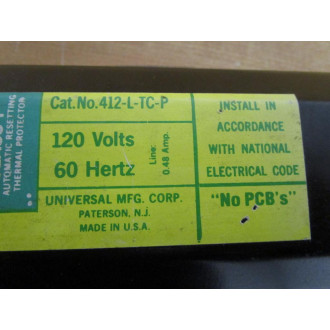 AUTOMATIC RESETTING
THERMAL PROTECTOR
Cat. No. 412-L-TC-P
120 Volts
60 Hertz
Line:
0.48 Amp.
UNIVERSAL MFG. CORP.
PATERSON, N.J.
MADE IN U.S.A.
INSTALL IN
ACCORDANCE
WITH NATIONAL
ELECTRICAL CODE
"No PCB's"